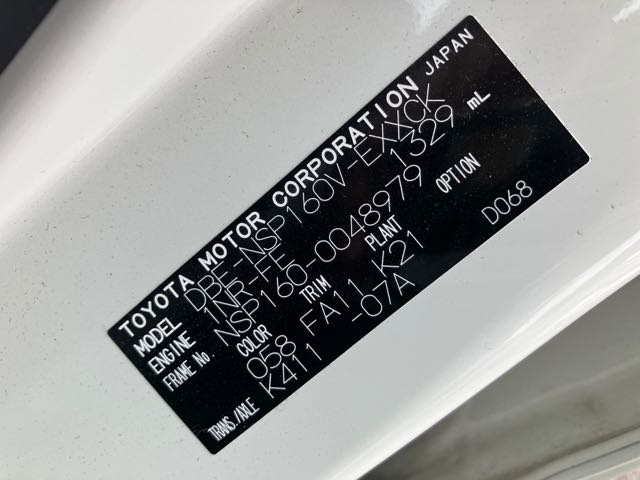 TOYOTA MOTOR CORPORATION JAPAN
MODEL DBE-NSP160V-EXXCK
ENGINE 1NR-FE 1329 mL
FRAME No. NSP160-0048979
COLOR TRIM PLANT OPTION
058 FA11 K21
TRANS./AXLE K411 -07A D068